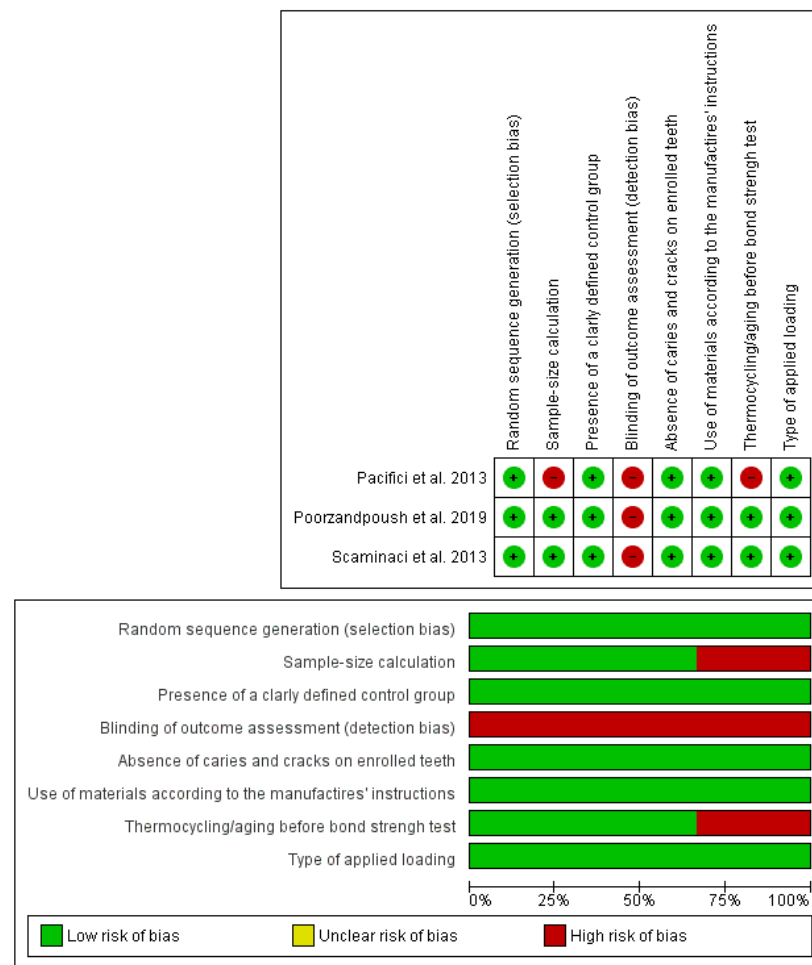 Random sequence generation (selection bias)
Sample-size calculation
Presence of a clarly defined control group
Blinding of outcome assessment (detection bias)
Absence of caries and cracks on enrolled teeth
Use of materials according to the manufactires' instructions
Thermocycling/aging before bond strengh test
Type of applied loading
Pacifici et al. 2013 + - + - + + - +
Poorzandpoush et al. 2019 + + + - + + + +
Scaminaci et al. 2013 + + + - + + + +
Random sequence generation (selection bias)
Sample-size calculation
Presence of a clarly defined control group
Blinding of outcome assessment (detection bias)
Absence of caries and cracks on enrolled teeth
Use of materials according to the manufactires' instructions
Thermocycling/aging before bond strengh test
Type of applied loading
0% 25% 50% 75% 100%
Low risk of bias Unclear risk of bias High risk of bias